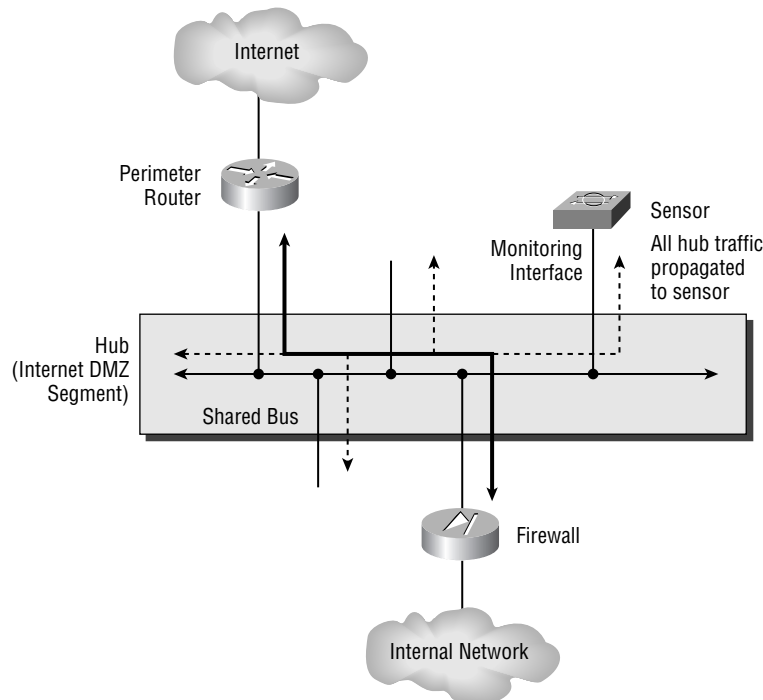 Internet
Perimeter
Router
Sensor
Monitoring
Interface
All hub traffic
propagated
to sensor
Hub
(Internet DMZ
Segment)
Shared Bus
Firewall
Internal Network